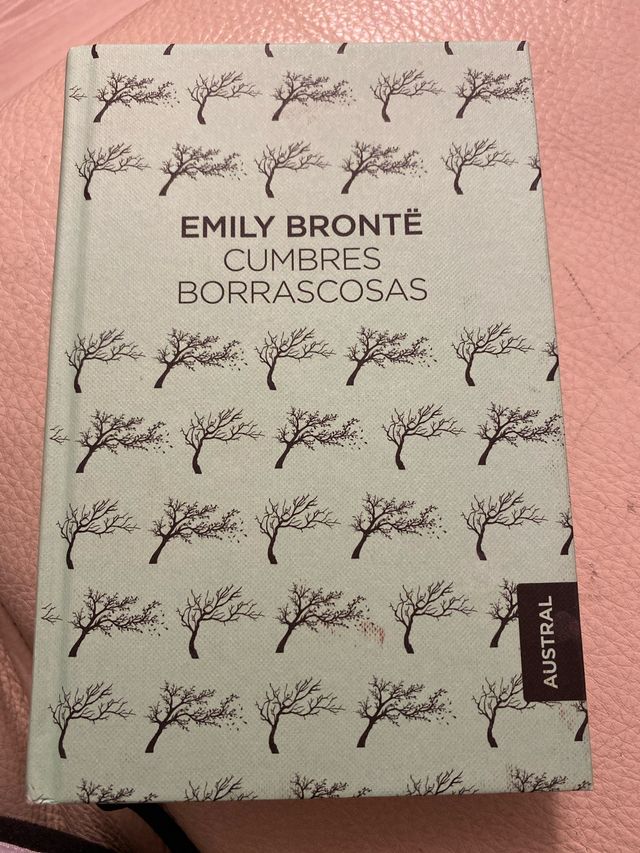 EMILY BRONTË
CUMBRES
BORRASCOSAS
AUSTRAL